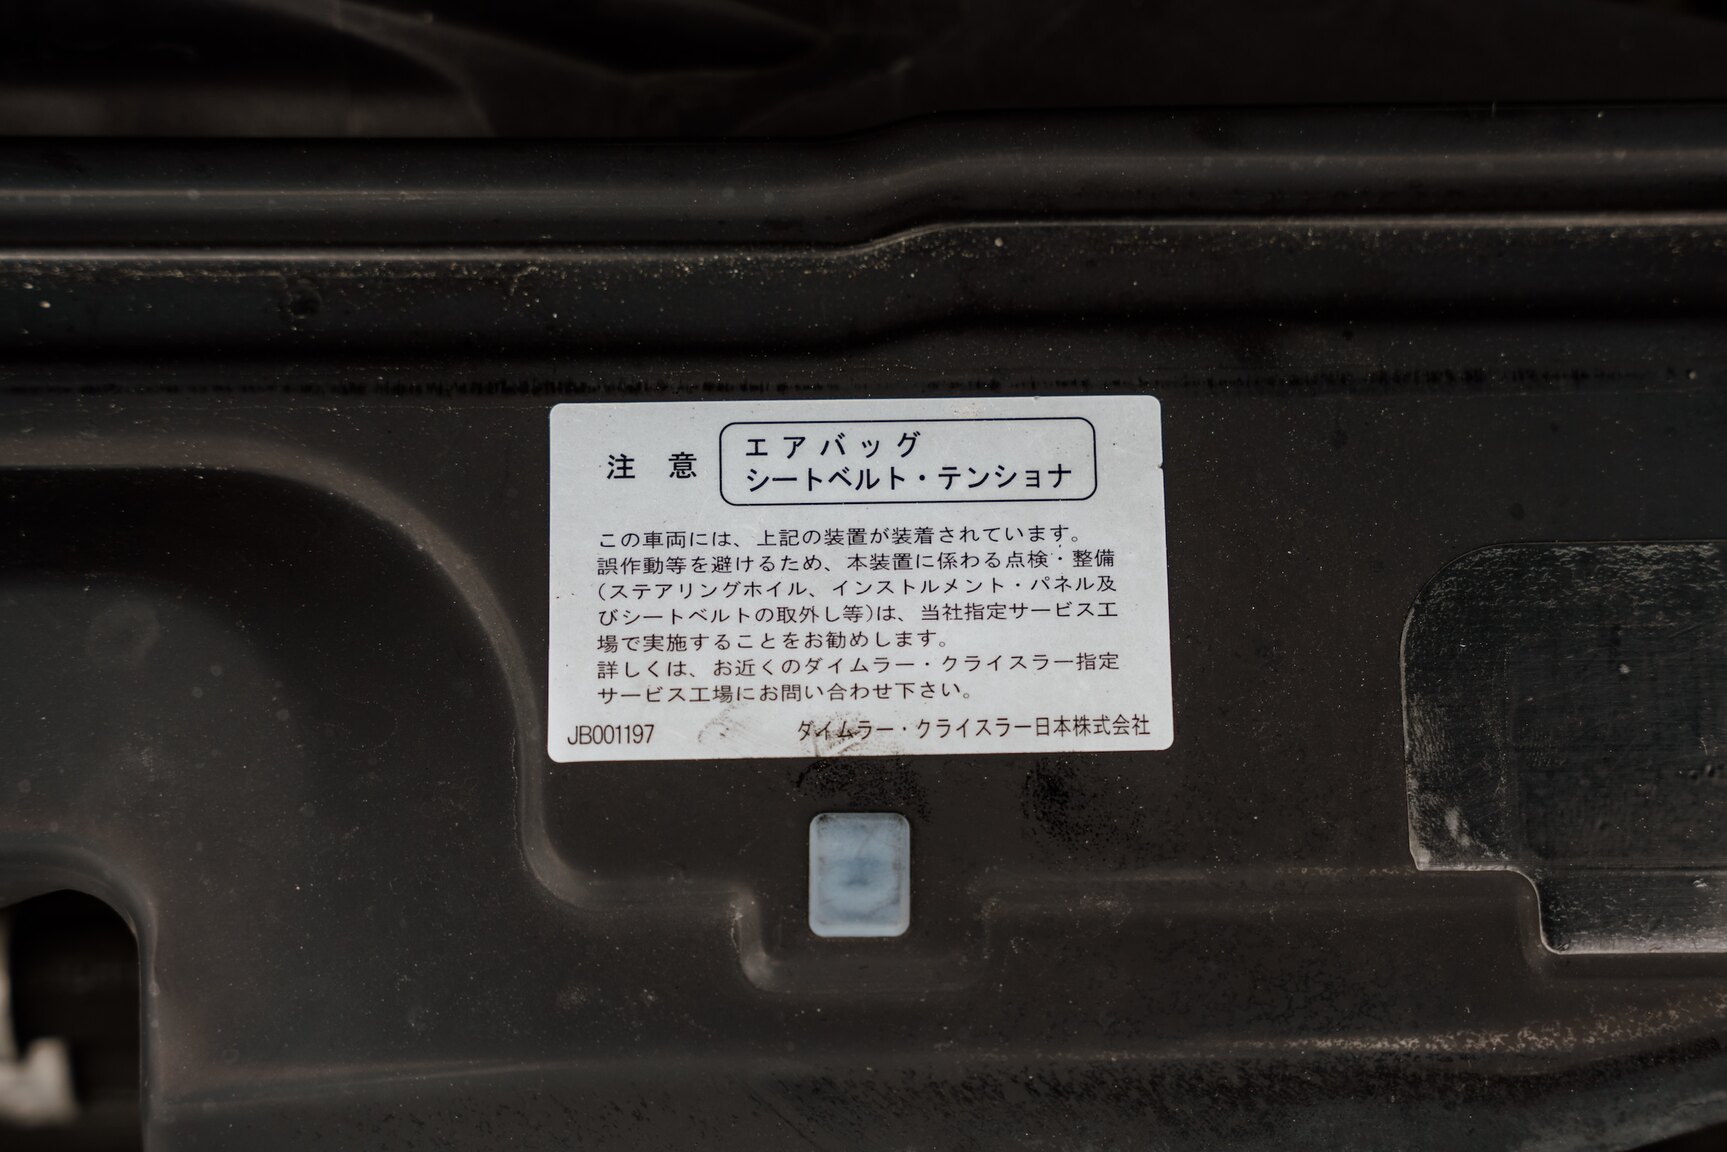 注 意
エアバッグ
シートベルト・テンショナ
この車両には、上記の装置が装着されています。
誤作動等を避けるため、本装置に係わる点検・整備
(ステアリングホイル、インストルメント・パネル及
びシートベルトの取外し等)は、当社指定サービス工
場で実施することをお勧めします。
詳しくは、お近くのダイムラー・クライスラー指定
サービス工場にお問い合わせ下さい。
JB001197
ダイムラー・クライスラー日本株式会社